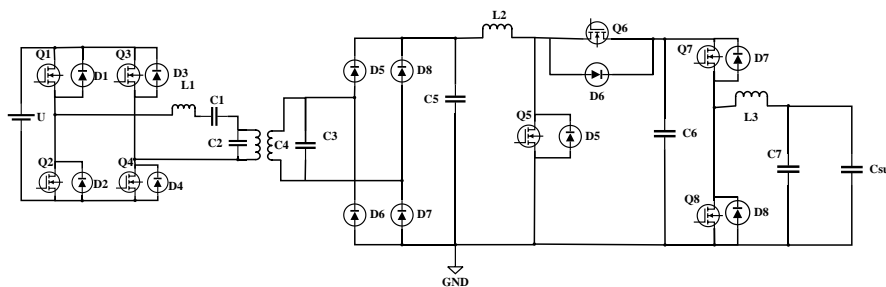 L2
Q6
Q1
Q3
D1
D3
L1
D5
D8
Q7
D7
D6
C1
U
C2
C4
C3
C5
Q5
D5
C6
L3
C7
Csu
Q2
D2
Q4
D4
D6
D7
Q8
D8
GND